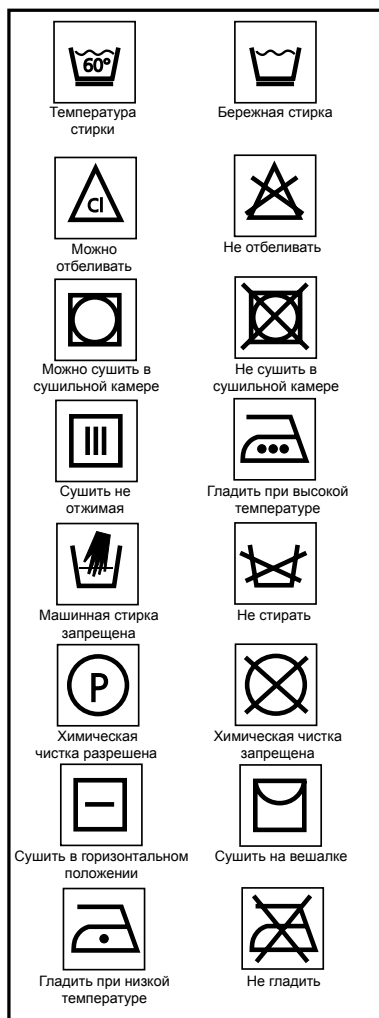 60°
Температура
стирки
Бережная стирка
Cl
Можно
отбеливать
Не отбеливать
Можно сушить в
сушильной камере
Не сушить в
сушильной камере
Сушить не
отжимая
Гладить при высокой
температуре
Машинная стирка
запрещена
Не стирать
P
Химическая
чистка разрешена
Химическая чистка
запрещена
Сушить в горизонтальном
положении
Сушить на вешалке
Гладить при низкой
температуре
Не гладить